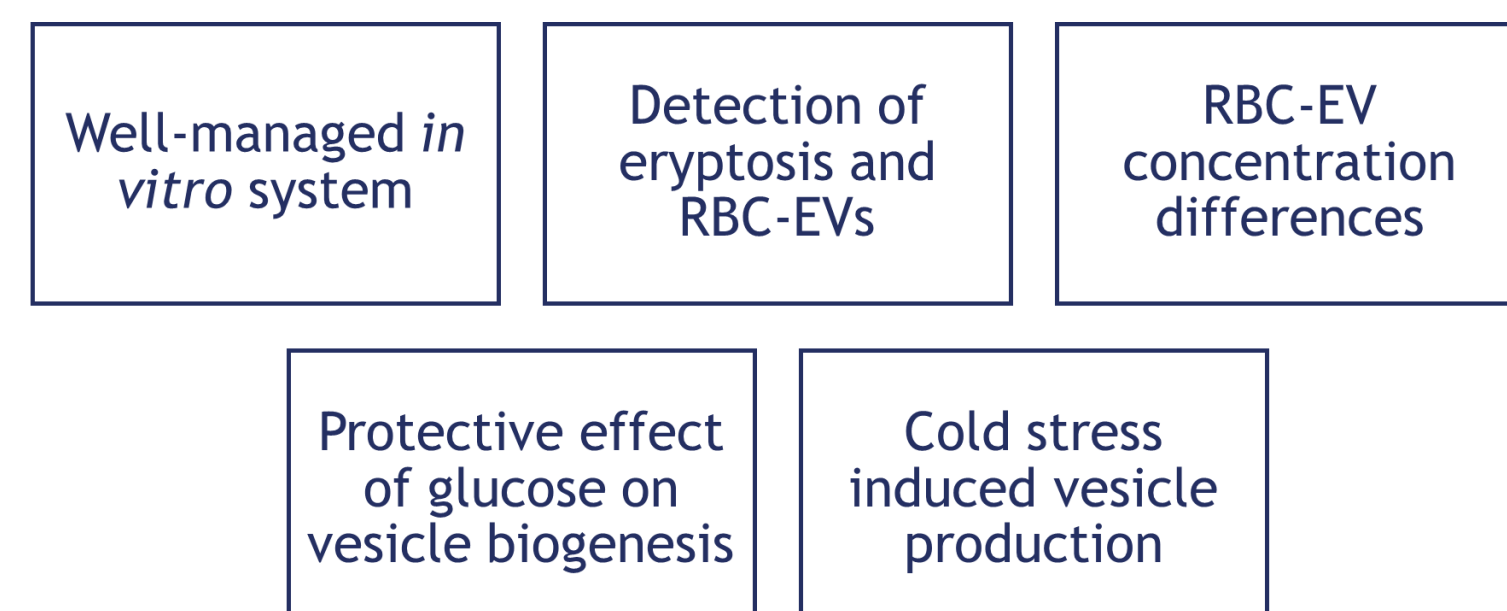 Well-managed in
vitro system
Detection of
eryptosis and
RBC-EVs
RBC-EV
concentration
differences
Protective effect
of glucose on
vesicle biogenesis
Cold stress
induced vesicle
production